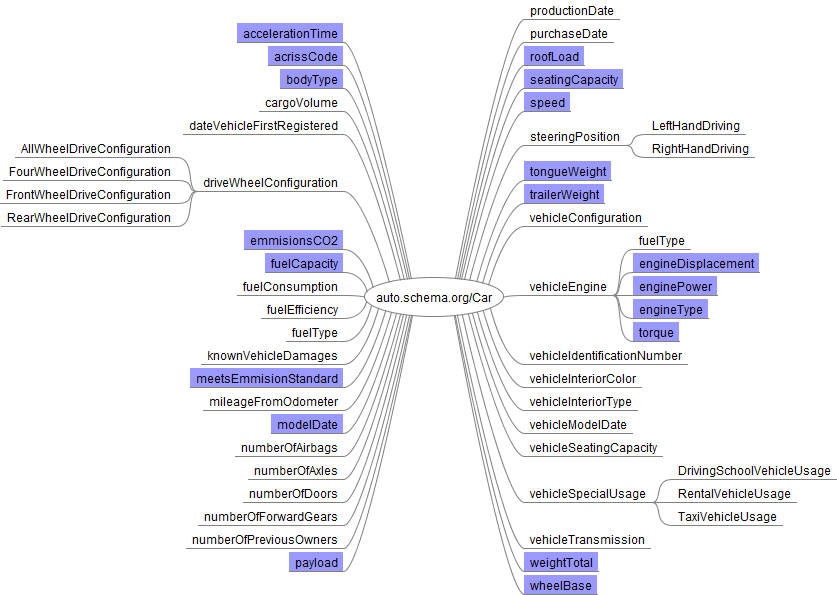 accelerationTime
acrissCode
bodyType
cargoVolume
dateVehicleFirstRegistered
AllWheelDriveConfiguration
FourWheelDriveConfiguration
FrontWheelDriveConfiguration
RearWheelDriveConfiguration
driveWheelConfiguration
emmisionsCO2
fuelCapacity
fuelConsumption
fuelEfficiency
fuelType
knownVehicleDamages
meetsEmmisionStandard
mileageFromOdometer
modelDate
numberOfAirbags
numberOfAxles
numberOfDoors
numberOfForwardGears
numberOfPreviousOwners
payload
auto.schema.org/Car
productionDate
purchaseDate
roofLoad
seatingCapacity
speed
steeringPosition
LeftHandDriving
RightHandDriving
tongueWeight
trailerWeight
vehicleConfiguration
vehicleEngine
fuelType
engineDisplacement
enginePower
engineType
torque
vehicleIdentificationNumber
vehicleInteriorColor
vehicleInteriorType
vehicleModelDate
vehicleSeatingCapacity
vehicleSpecialUsage
DrivingSchoolVehicleUsage
RentalVehicleUsage
TaxiVehicleUsage
vehicleTransmission
weightTotal
wheelBase